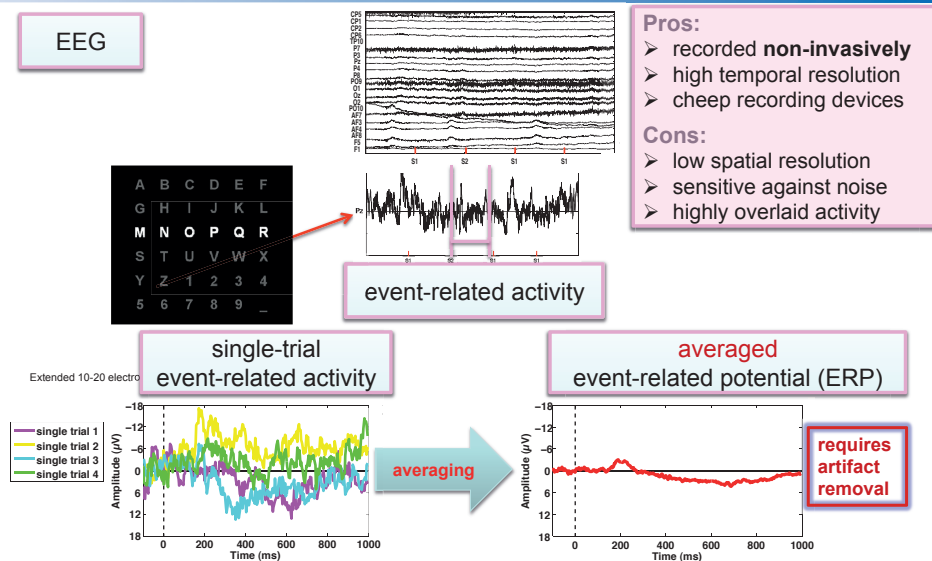 EEG
CP5
CP1
CP2
CP6
TP10
P7
P3
Pz
P4
P8
PO9
O1
Oz
O2
PO10
AF7
AF3
AF4
AF8
F5
F1
S1 S2 S1 S1
Pros:
➢ recorded non-invasively
➢ high temporal resolution
➢ cheep recording devices
Cons:
➢ low spatial resolution
➢ sensitive against noise
➢ highly overlaid activity
A B C D E F
G H I J K L
M N O P Q R
S T U V W X
Y Z 1 2 3 4
5 6 7 8 9 _
Pz
S1 S2 S1 S1
event-related activity
single-trial
event-related activity
averaged
event-related potential (ERP)
Extended 10-20 electro
single trial 1
single trial 2
single trial 3
single trial 4
Amplitude (µV)
-18
-12
-6
0
6
12
18
0 200 400 600 800 1000
Time (ms)
averaging
Amplitude (µV)
-18
-12
-6
0
6
12
18
0 200 400 600 800 1000
Time (ms)
requires
artifact
removal